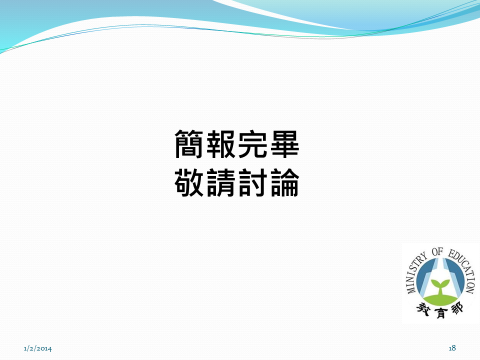 簡報完畢
敬請討論
MINISTRY OF EDUCATION
教育部
1/2/2014
18